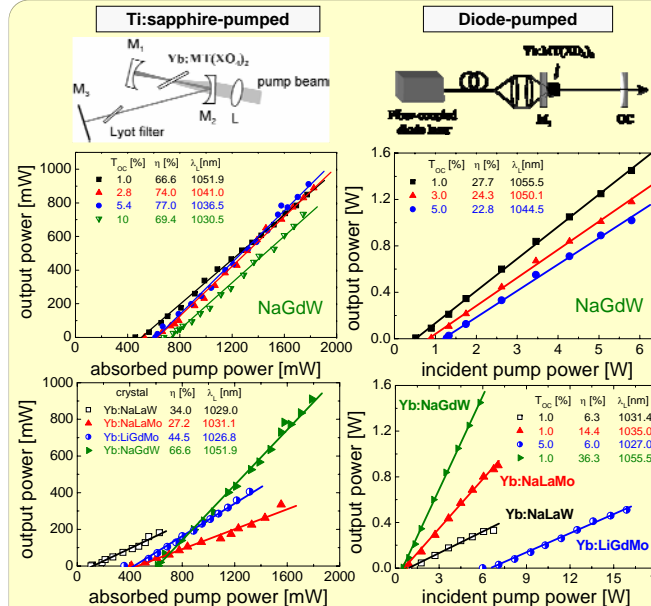 Ti:sapphire-pumped
Diode-pumped
M1
Yb:MT(XO4)2
M3
pump beam
M2
L
Lyot filter
Yb:MT(XO4)2
Fiber-coupled
diode laser
M1
OC
TOC [%] η [%] λL[nm]
1.0 66.6 1051.9
2.8 74.0 1041.0
5.4 77.0 1036.5
10 69.4 1030.5
NaGdW
output power [mW]
0 200 400 600 800 1000
400 800 1200 1600 2000
absorbed pump power [mW]
TOC [%] η [%] λL[nm]
1.0 27.7 1055.5
3.0 24.3 1050.1
5.0 22.8 1044.5
NaGdW
output power [W]
0.0 0.4 0.8 1.2 1.6
0 1 2 3 4 5 6
incident pump power [W]
crystal η [%] λL[nm]
Yb:NaLaW 34.0 1029.0
Yb:NaLaMo 27.2 1031.1
Yb:LiGdMo 44.5 1026.8
Yb:NaGdW 66.6 1051.9
output power [mW]
0 200 400 600 800 1000
0 400 800 1200 1600 2000
absorbed pump power [mW]
Yb:NaGdW
TOC [%] η [%] λL[nm]
1.0 6.3 1031.4
1.0 14.4 1035.0
5.0 6.0 1027.0
1.0 36.3 1055.5
Yb:NaLaMo
Yb:NaLaW
Yb:LiGdMo
output power [W]
0.0 0.4 0.8 1.2 1.6
0 3 6 9 12 15 18
incident pump power [W]